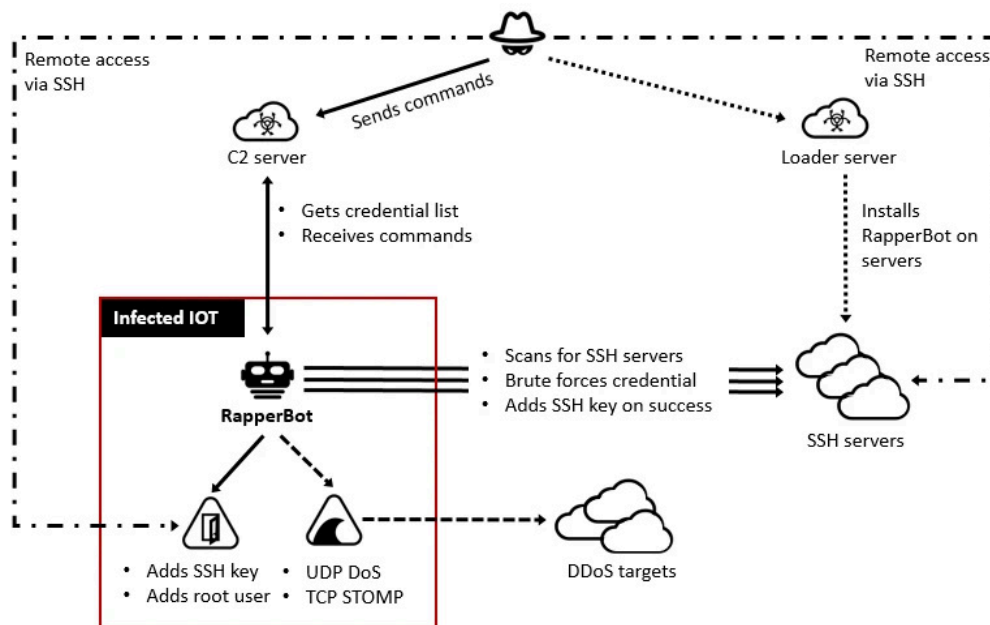 Remote access
via SSH
Sends commands
Remote access
via SSH
C2 server
Loader server
• Gets credential list
• Receives commands
Installs
RapperBot on
servers
Infected IOT
• Scans for SSH servers
• Brute forces credential
• Adds SSH key on success
RapperBot
SSH servers
• Adds SSH key
• Adds root user
• UDP DoS
• TCP STOMP
DDoS targets